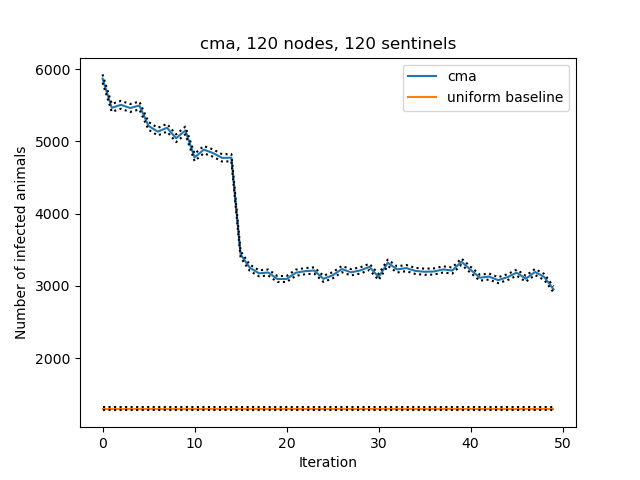 cma, 120 nodes, 120 sentinels
cma
uniform baseline
6000
5000
4000
3000
2000
Number of infected animals
0 10 20 30 40 50
Iteration